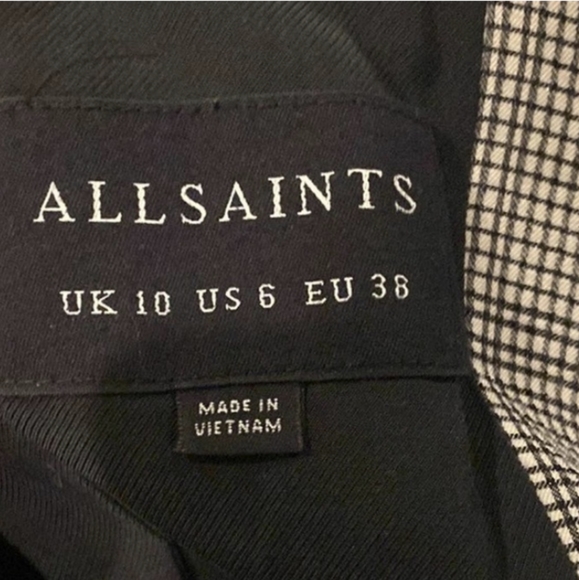 ALLSAINTS
UK 10 US 6 EU 38
MADE IN
VIETNAM